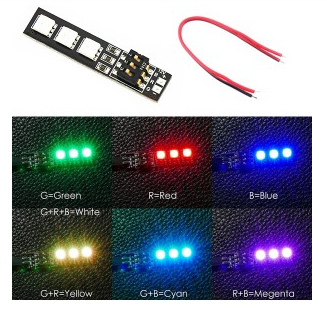 G=Green
R=Red
B=Blue
G+R+B=White
G+R=Yellow
G+B=Cyan
R+B=Megenta